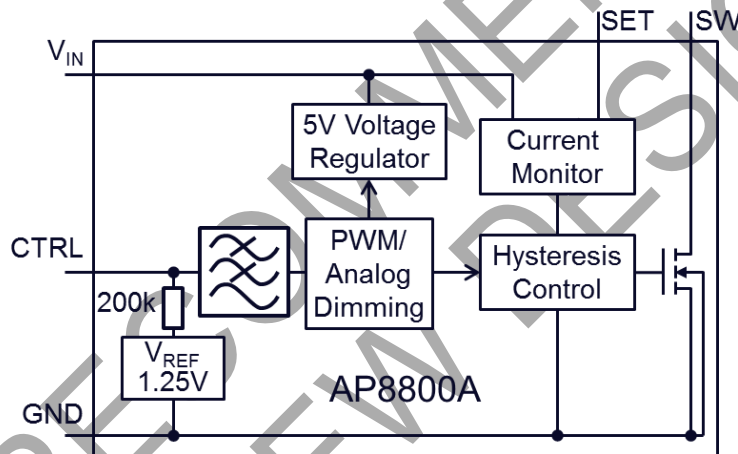 SET SW
VIN
5V Voltage
Regulator
Current
Monitor
CTRL
PWM/
Analog
Dimming
Hysteresis
Control
200k
VREF
1.25V
AP8800A
GND